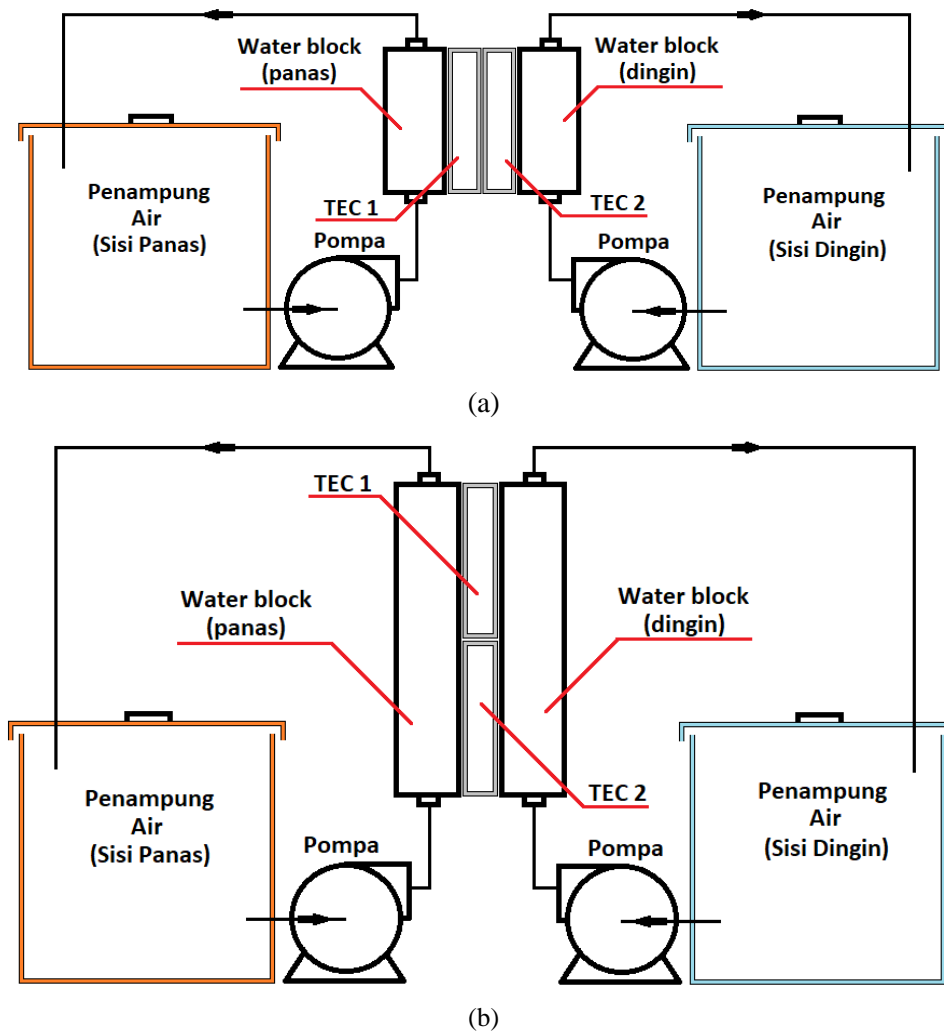 Water block
(panas)
Water block
(dingin)
Penampung
Air
(Sisi Panas)
TEC 1
TEC 2
Pompa
Pompa
Penampung
Air
(Sisi Dingin)
(a)
TEC 1
Water block
(panas)
Water block
(dingin)
TEC 2
Penampung
Air
(Sisi Panas)
Pompa
Pompa
Penampung
Air
(Sisi Dingin)
(b)